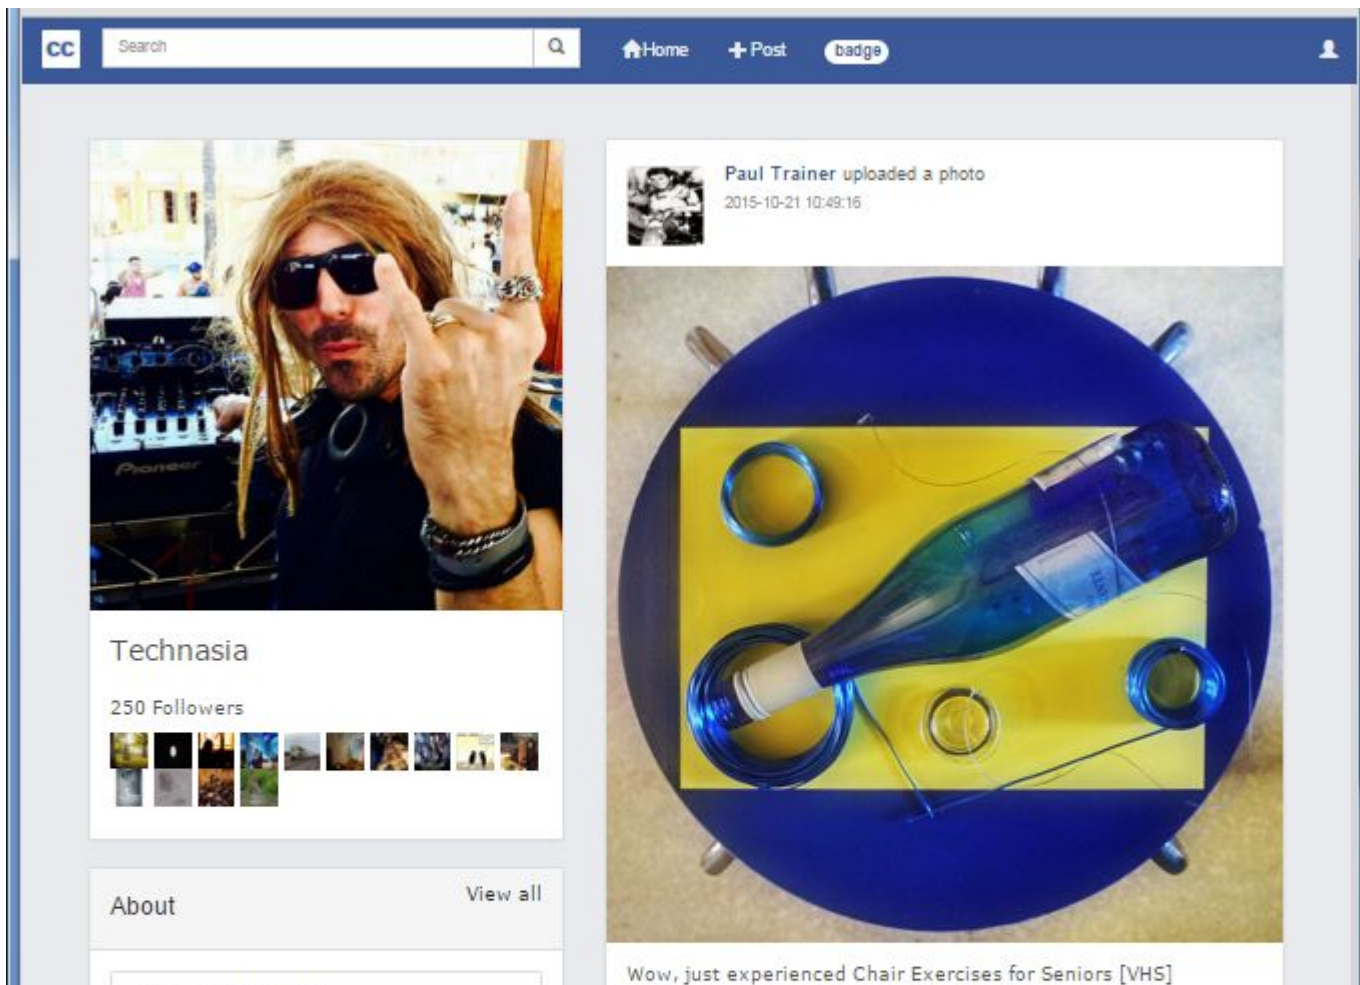 cc
Search
Home
Post
badge
Pioneer
Technasia
250 Followers
About
View all
Paul Trainer uploaded a photo
2015-10-21 10:49:16
Wow, just experienced Chair Exercises for Seniors [VHS]